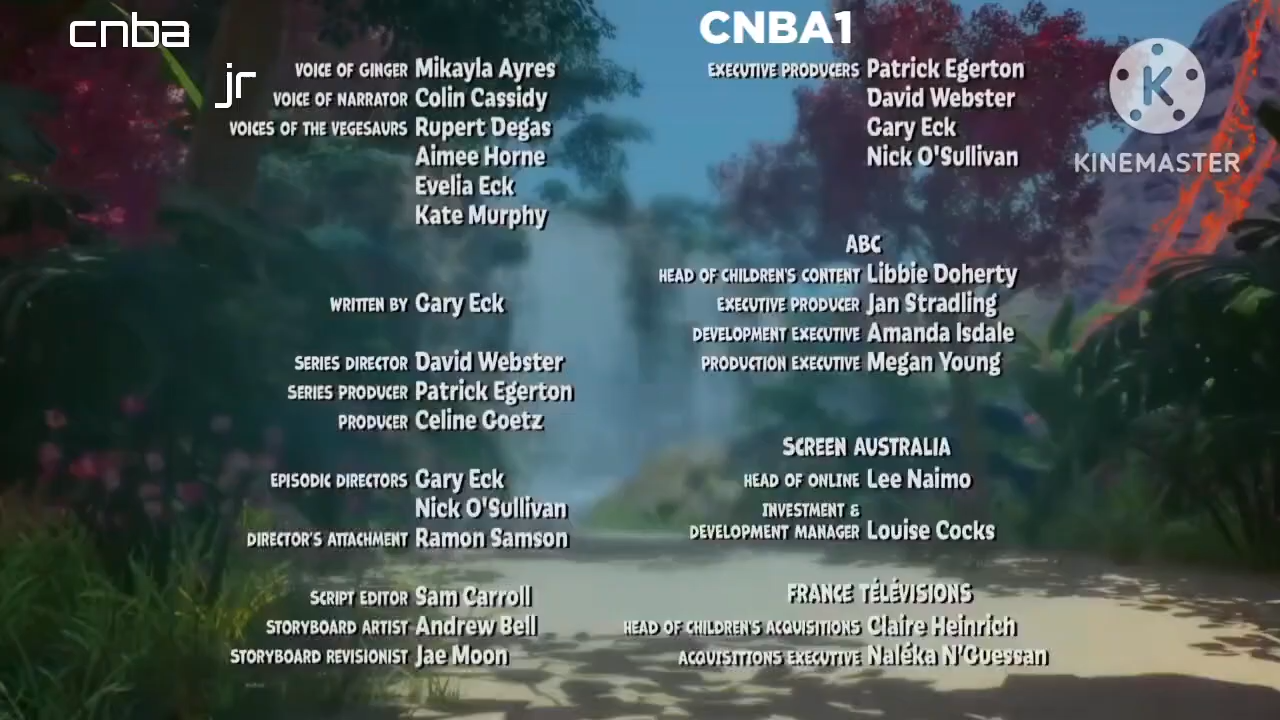 cnba
jr
VOICE OF GINGER Mikayla Ayres
VOICE OF NARRATOR Colin Cassidy
VOICES OF THE VEGESAURS Rupert Degas
Aimee Horne
Evelia Eck
Kate Murphy
WRITTEN BY Gary Eck
SERIES DIRECTOR David Webster
SERIES PRODUCER Patrick Egerton
PRODUCER Celine Goetz
EPISODIC DIRECTORS Gary Eck
Nick O'Sullivan
DIRECTOR'S ATTACHMENT Ramon Samson
SCRIPT EDITOR Sam Carroll
STORYBOARD ARTIST Andrew Bell
STORYBOARD REVISIONIST Jae Moon
CNBA1
EXECUTIVE PRODUCERS Patrick Egerton
David Webster
Gary Eck
Nick O'Sullivan
ABC
HEAD OF CHILDREN'S CONTENT Libbie Doherty
EXECUTIVE PRODUCER Jan Stradling
DEVELOPMENT EXECUTIVE Amanda Isdale
PRODUCTION EXECUTIVE Megan Young
SCREEN AUSTRALIA
HEAD OF ONLINE Lee Naimo
INVESTMENT &
DEVELOPMENT MANAGER Louise Cocks
FRANCE TÉLÉVISIONS
HEAD OF CHILDREN'S ACQUISITIONS Claire Heinrich
ACQUISITIONS EXECUTIVE Naléka N'Guessan
K
KINEMASTER